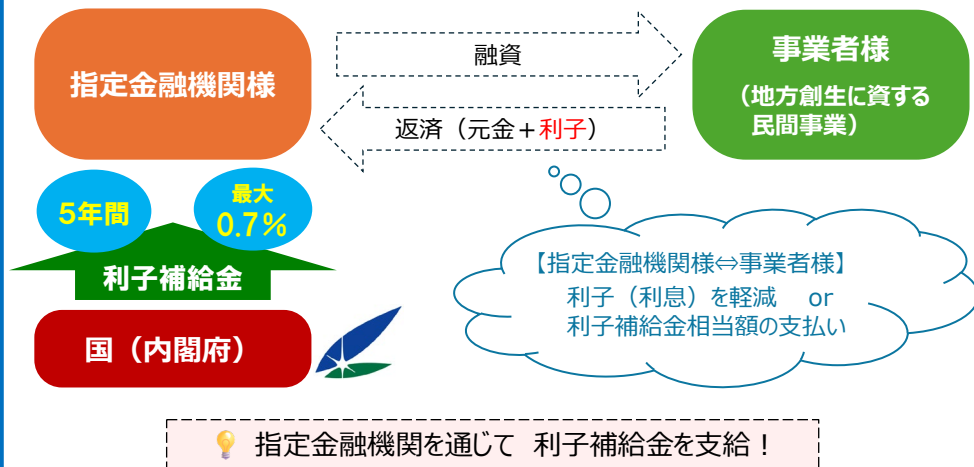 指定金融機関様
融資
返済（元金＋利子）
事業者様
（地方創生に資する
民間事業）
5年間
最大
0.7％
利子補給金
国（内閣府）
【指定金融機関様⇔事業者様】
利子（利息）を軽減　or
利子補給金相当額の支払い
指定金融機関を通じて 利子補給金を支給！